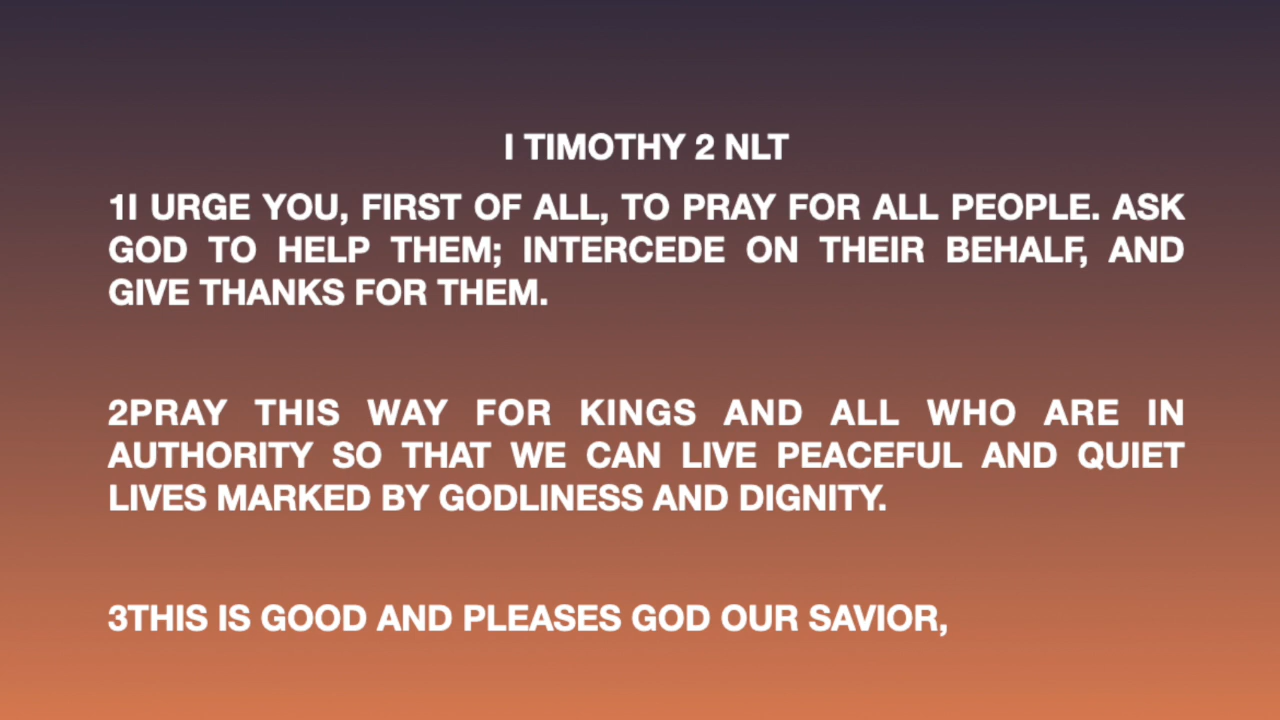 I TIMOTHY 2 NLT
1I URGE YOU, FIRST OF ALL, TO PRAY FOR ALL PEOPLE. ASK
GOD TO HELP THEM; INTERCEDE ON THEIR BEHALF, AND
GIVE THANKS FOR THEM.
2PRAY THIS WAY FOR KINGS AND ALL WHO ARE IN
AUTHORITY SO THAT WE CAN LIVE PEACEFUL AND QUIET
LIVES MARKED BY GODLINESS AND DIGNITY.
3THIS IS GOOD AND PLEASES GOD OUR SAVIOR,